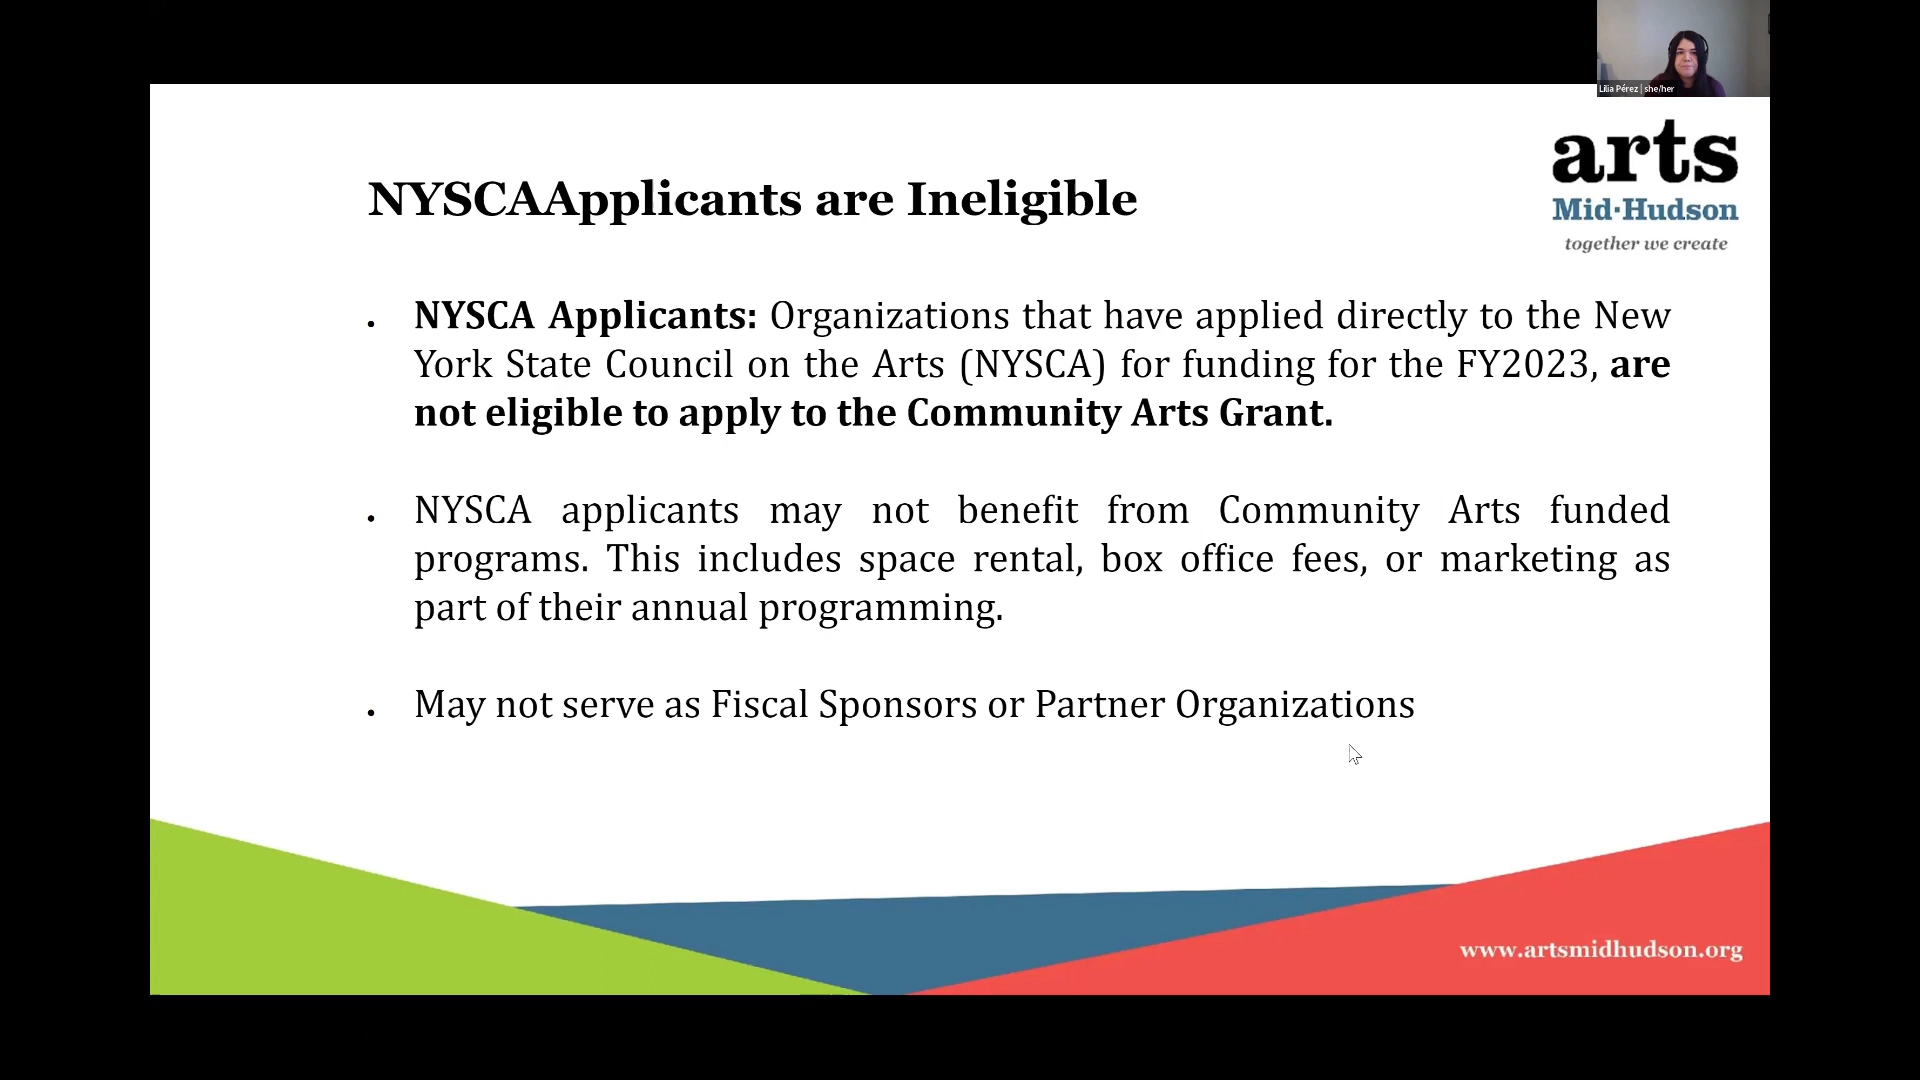 Lilia Pérez | she/her
arts
Mid·Hudson
together we create
NYSCAApplicants are Ineligible
• NYSCA Applicants: Organizations that have applied directly to the New
York State Council on the Arts (NYSCA) for funding for the FY2023, are
not eligible to apply to the Community Arts Grant.
• NYSCA applicants may not benefit from Community Arts funded
programs. This includes space rental, box office fees, or marketing as
part of their annual programming.
• May not serve as Fiscal Sponsors or Partner Organizations
www.artsmidhudson.org